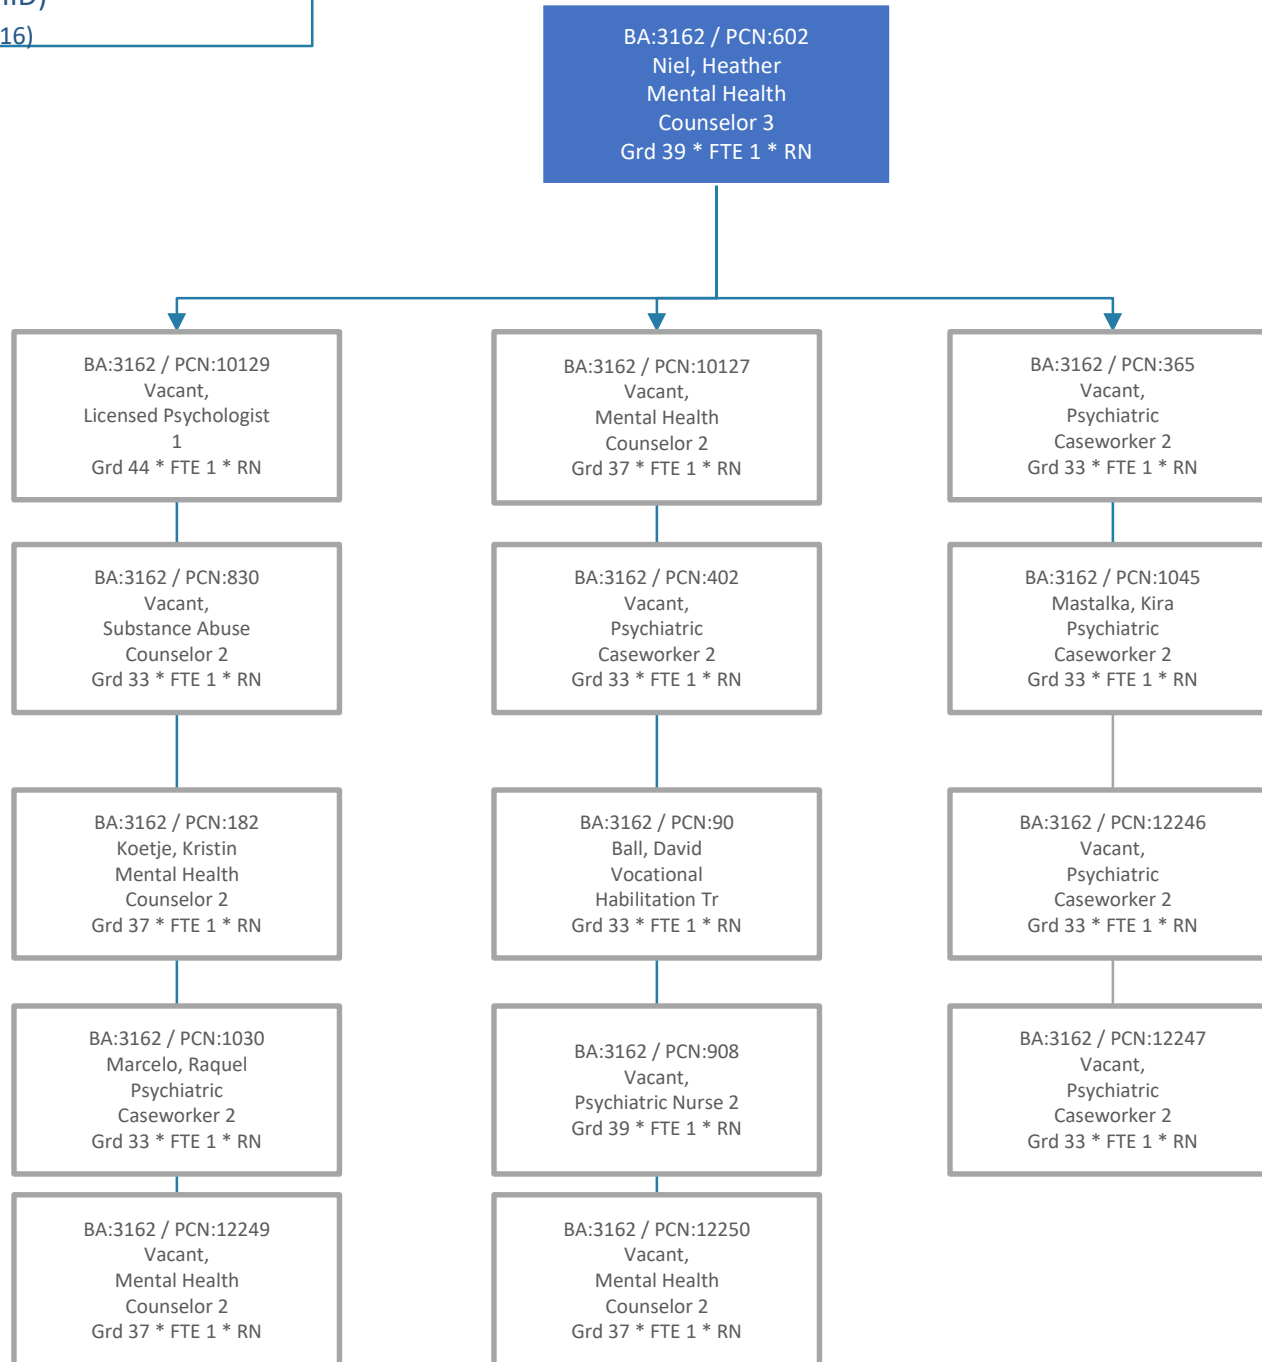 16)
BA:3162 / PCN:602
Niel, Heather
Mental Health
Counselor 3
Grd 39 * FTE 1 * RN
BA:3162 / PCN:10129
Vacant,
Licensed Psychologist
1
Grd 44 * FTE 1 * RN
BA:3162 / PCN:830
Vacant,
Substance Abuse
Counselor 2
Grd 33 * FTE 1 * RN
BA:3162 / PCN:182
Koetje, Kristin
Mental Health
Counselor 2
Grd 37 * FTE 1 * RN
BA:3162 / PCN:1030
Marcelo, Raquel
Psychiatric
Caseworker 2
Grd 33 * FTE 1 * RN
BA:3162 / PCN:12249
Vacant,
Mental Health
Counselor 2
Grd 37 * FTE 1 * RN
BA:3162 / PCN:10127
Vacant,
Mental Health
Counselor 2
Grd 37 * FTE 1 * RN
BA:3162 / PCN:402
Vacant,
Psychiatric
Caseworker 2
Grd 33 * FTE 1 * RN
BA:3162 / PCN:90
Ball, David
Vocational
Habilitation Tr
Grd 33 * FTE 1 * RN
BA:3162 / PCN:908
Vacant,
Psychiatric Nurse 2
Grd 39 * FTE 1 * RN
BA:3162 / PCN:12250
Vacant,
Mental Health
Counselor 2
Grd 37 * FTE 1 * RN
BA:3162 / PCN:365
Vacant,
Psychiatric
Caseworker 2
Grd 33 * FTE 1 * RN
BA:3162 / PCN:1045
Mastalka, Kira
Psychiatric
Caseworker 2
Grd 33 * FTE 1 * RN
BA:3162 / PCN:12246
Vacant,
Psychiatric
Caseworker 2
Grd 33 * FTE 1 * RN
BA:3162 / PCN:12247
Vacant,
Psychiatric
Caseworker 2
Grd 33 * FTE 1 * RN